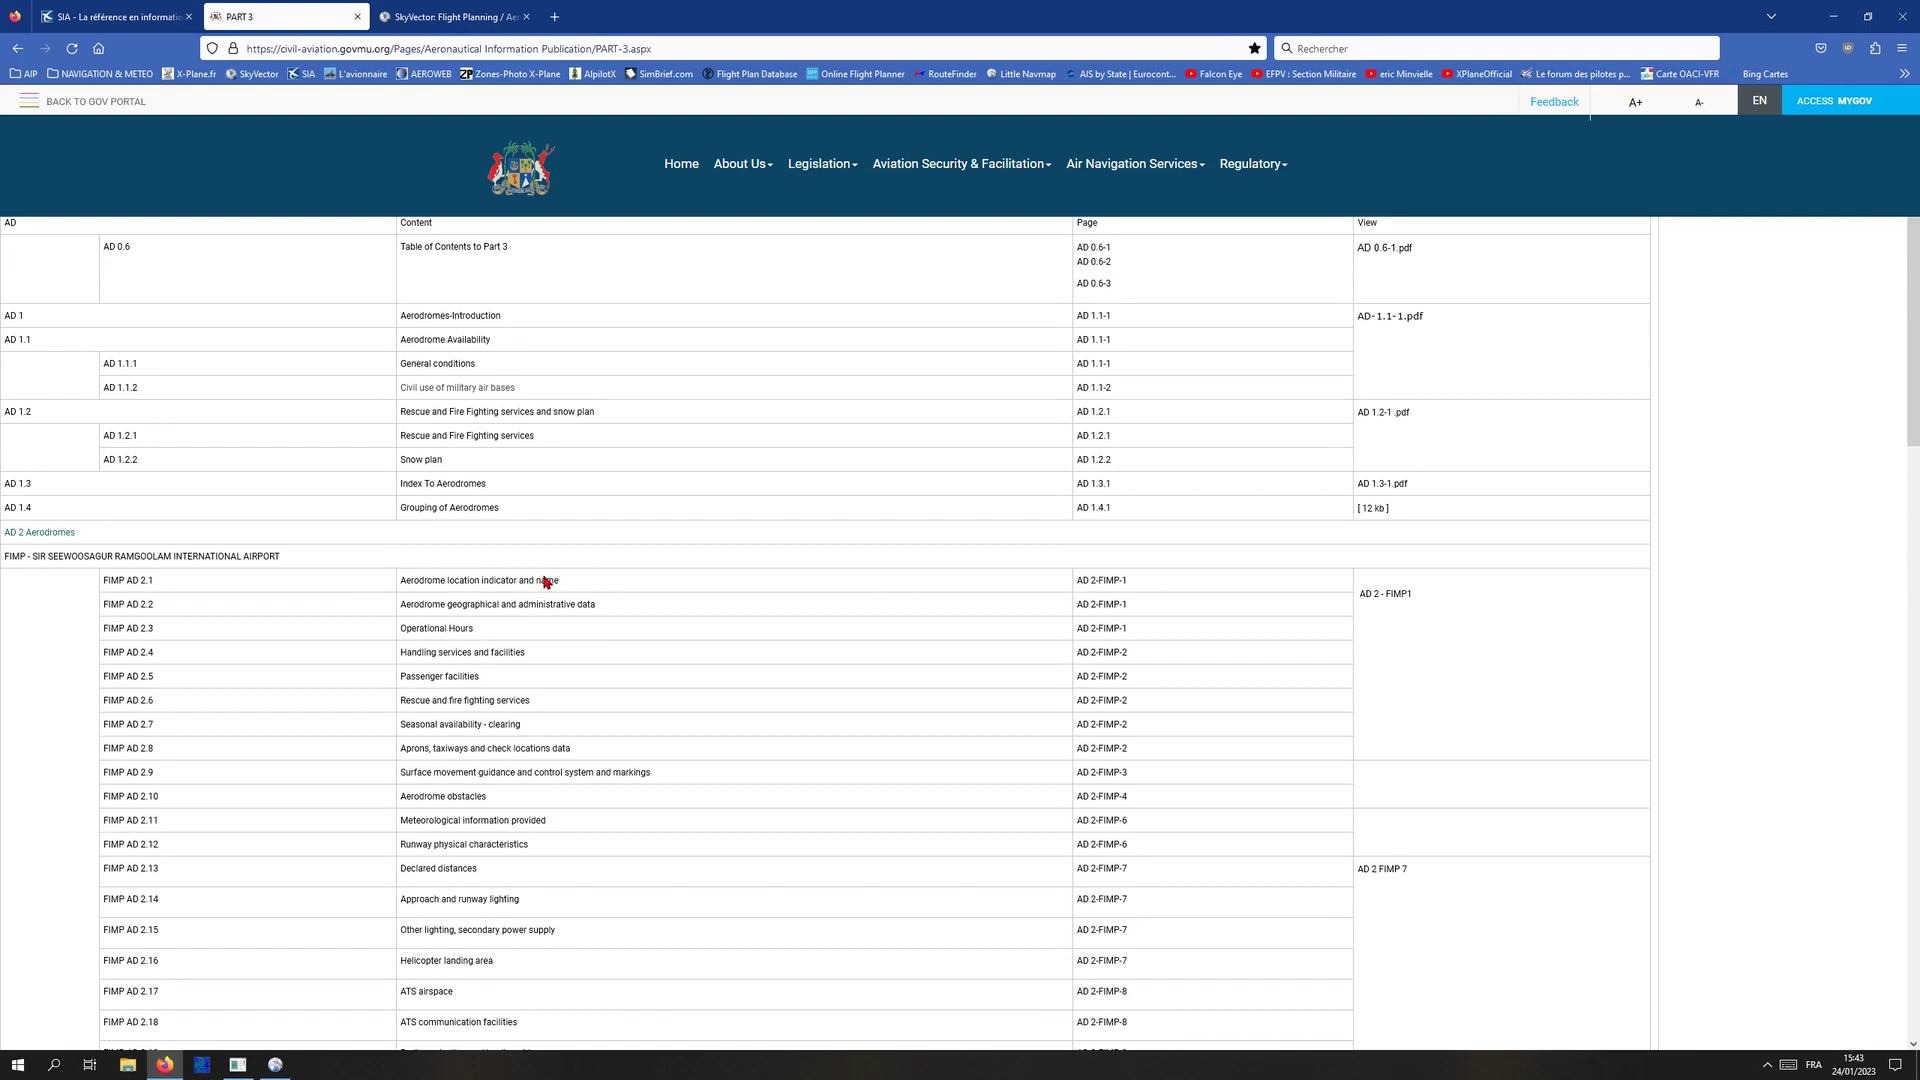 SIA - La référence en informatio
PART 3
SkyVector: Flight Planning / Ae
https://civil-aviation.govmu.org/Pages/Aeronautical Information Publication/PART-3.aspx
Rechercher
AIP
NAVIGATION & METEO
X-Plane.fr
SkyVector
SIA
L'avionnaire
AEROWEB
Zones-Photo X-Plane
AlpilotX
SimBrief.com
Flight Plan Database
Online Flight Planner
RouteFinder
Little Navmap
AIS by State | Eurocont...
Falcon Eye
EFPV : Section Militaire
eric Minvielle
XPlaneOfficial
Le forum des pilotes p...
Carte OACI-VFR
Bing Cartes
BACK TO GOV PORTAL
Feedback
A+
A-
EN
ACCESS MYGOV
Home
About Us
Legislation
Aviation Security & Facilitation
Air Navigation Services
Regulatory
AD Content Page View
AD 0.6 Table of Contents to Part 3 AD 0.6-1 AD 0.6-1.pdf
AD 0.6-2
AD 0.6-3
AD 1 Aerodromes-Introduction AD 1.1-1 AD-1.1-1.pdf
AD 1.1 Aerodrome Availability AD 1.1-1
AD 1.1.1 General conditions AD 1.1-1
AD 1.1.2 Civil use of military air bases AD 1.1-2
AD 1.2 Rescue and Fire Fighting services and snow plan AD 1.2.1 AD 1.2-1 .pdf
AD 1.2.1 Rescue and Fire Fighting services AD 1.2.1
AD 1.2.2 Snow plan AD 1.2.2
AD 1.3 Index To Aerodromes AD 1.3.1 AD 1.3-1.pdf
AD 1.4 Grouping of Aerodromes AD 1.4.1 [ 12 kb ]
AD 2 Aerodromes
FIMP - SIR SEEWOOSAGUR RAMGOOLAM INTERNATIONAL AIRPORT
FIMP AD 2.1 Aerodrome location indicator and name AD 2-FIMP-1
AD 2 - FIMP1
FIMP AD 2.2 Aerodrome geographical and administrative data AD 2-FIMP-1
FIMP AD 2.3 Operational Hours AD 2-FIMP-1
FIMP AD 2.4 Handling services and facilities AD 2-FIMP-2
FIMP AD 2.5 Passenger facilities AD 2-FIMP-2
FIMP AD 2.6 Rescue and fire fighting services AD 2-FIMP-2
FIMP AD 2.7 Seasonal availability - clearing AD 2-FIMP-2
FIMP AD 2.8 Aprons, taxiways and check locations data AD 2-FIMP-2
FIMP AD 2.9 Surface movement guidance and control system and markings AD 2-FIMP-3
FIMP AD 2.10 Aerodrome obstacles AD 2-FIMP-4
FIMP AD 2.11 Meteorological information provided AD 2-FIMP-6
FIMP AD 2.12 Runway physical characteristics AD 2-FIMP-6
FIMP AD 2.13 Declared distances AD 2-FIMP-7 AD 2 FIMP 7
FIMP AD 2.14 Approach and runway lighting AD 2-FIMP-7
FIMP AD 2.15 Other lighting, secondary power supply AD 2-FIMP-7
FIMP AD 2.16 Helicopter landing area AD 2-FIMP-7
FIMP AD 2.17 ATS airspace AD 2-FIMP-8
FIMP AD 2.18 ATS communication facilities AD 2-FIMP-8
FRA
15:43
24/01/2023